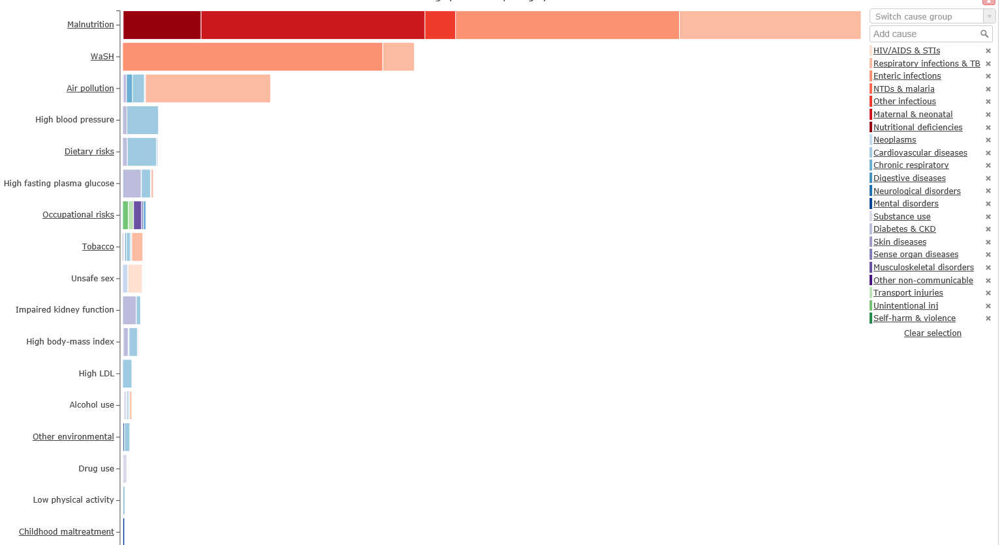 Malnutrition
WaSH
Air pollution
High blood pressure
Dietary risks
High fasting plasma glucose
Occupational risks
Tobacco
Unsafe sex
Impaired kidney function
High body-mass index
High LDL
Alcohol use
Other environmental
Drug use
Low physical activity
Childhood maltreatment
Switch cause group
Add cause
HIV/AIDS & STIs
Respiratory infections & TB
Enteric infections
NTDs & malaria
Other infectious
Maternal & neonatal
Nutritional deficiencies
Neoplasms
Cardiovascular diseases
Chronic respiratory
Digestive diseases
Neurological disorders
Mental disorders
Substance use
Diabetes & CKD
Skin diseases
Sense organ diseases
Musculoskeletal disorders
Other non-communicable
Transport injuries
Unintentional inj
Self-harm & violence
Clear selection